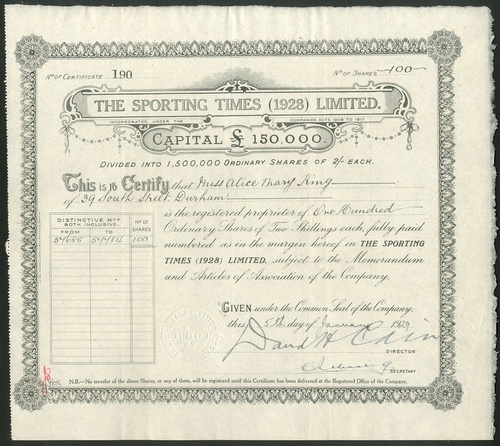 No. OF CERTIFICATE 190 No. OF SHARES -100-
THE SPORTING TIMES (1928) LIMITED.
INCORPORATED UNDER THE COMPANIES ACTS 1908 TO 1917
CAPITAL £ 150,000.
DIVIDED INTO 1,500,000 ORDINARY SHARES OF 2/- EACH.
This is to Certify that Miss Alice Mary King
of 39 South Street Durham
is the registered proprietor of One Hundred
Ordinary Shares of Two Shillings each, fully paid
numbered as in the margin hereof in THE SPORTING
TIMES (1928) LIMITED, subject to the Memorandum
and Articles of Association of the Company.
DISTINCTIVE Nos. BOTH INCLUSIVE.
No. OF SHARES
FROM TO
100
GIVEN under the Common Seal of the Company.
this 5th day of January 1929
David
DIRECTOR
SECRETARY
N.B.-No transfer of the above Shares, or any of them, will be registered until this Certificate has been delivered at the Registered Office of the Company.